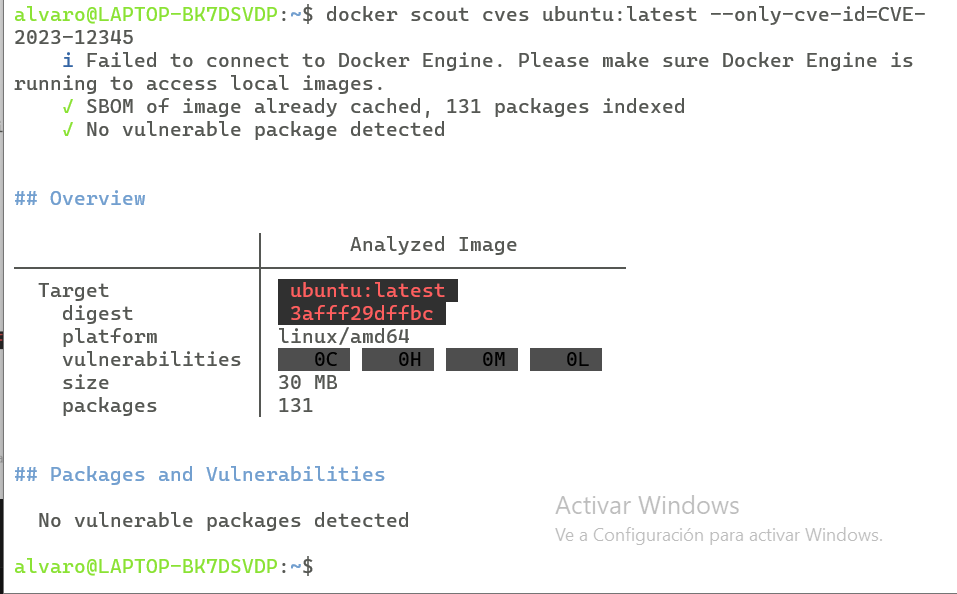 alvaro@LAPTOP-BK7DSVDP:~$ docker scout cves ubuntu:latest --only-cve-id=CVE-
2023-12345
i Failed to connect to Docker Engine. Please make sure Docker Engine is
running to access local images.
✓ SBOM of image already cached, 131 packages indexed
✓ No vulnerable package detected
## Overview
Analyzed Image
Target ubuntu:latest
digest 3afff29dffbc
platform linux/amd64
vulnerabilities 0C 0H 0M 0L
size 30 MB
packages 131
## Packages and Vulnerabilities
No vulnerable packages detected
Activar Windows
Ve a Configuración para activar Windows.
alvaro@LAPTOP-BK7DSVDP:~$